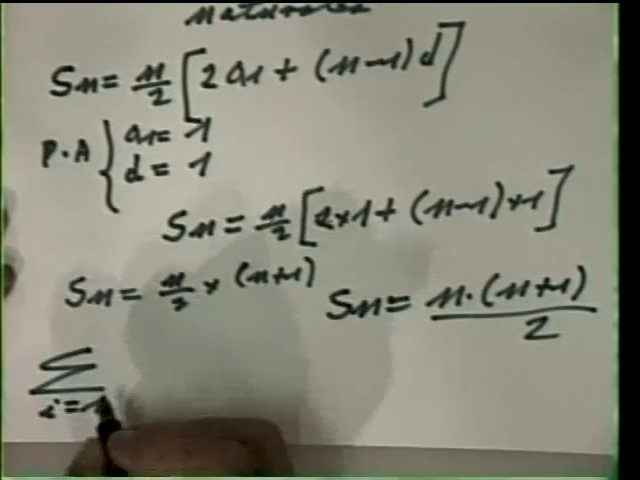 Naturales
Sn = n/2 [2a1 + (n-1)d]
P.A { a1 = 1
d = 1
Sn = n/2 [2×1 + (n-1)×1]
Sn = n/2 × (n+1)
Sn = n·(n+1)/2
Σ
i=1